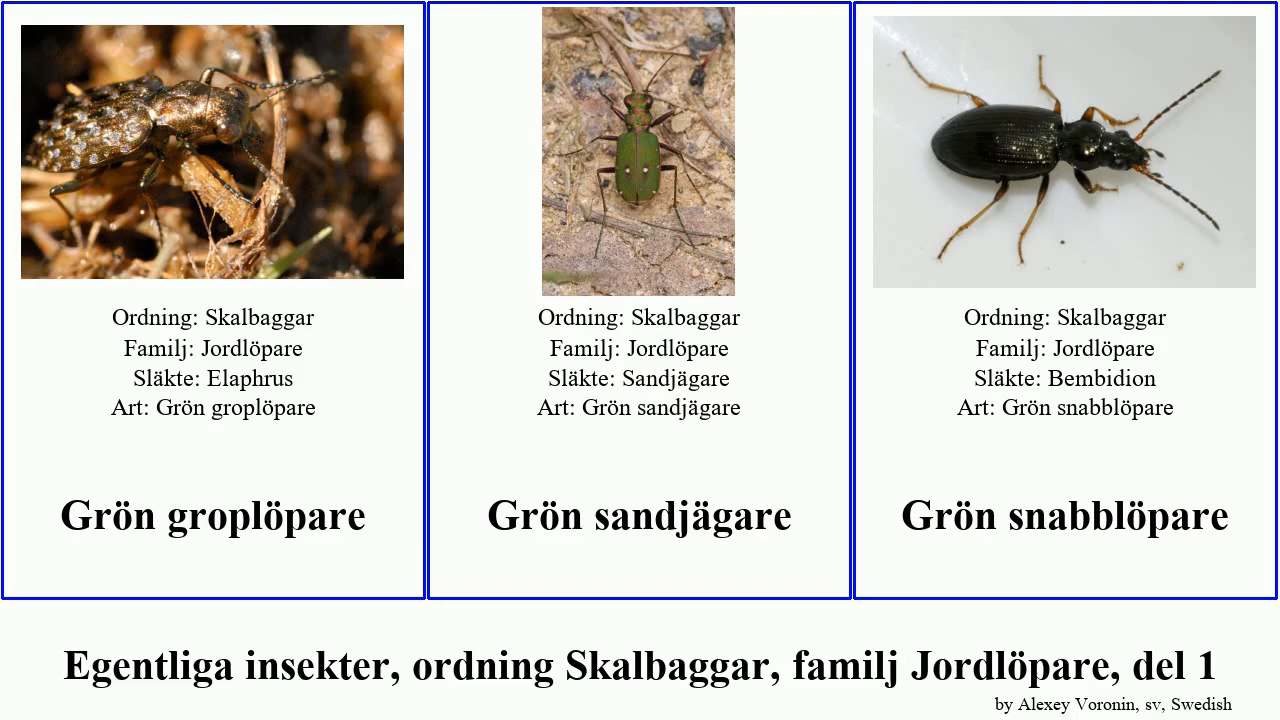 Ordning: Skalbaggar
Familj: Jordlöpare
Släkte: Elaphrus
Art: Grön groplöpare
Grön groplöpare
Ordning: Skalbaggar
Familj: Jordlöpare
Släkte: Sandjägare
Art: Grön sandjägare
Grön sandjägare
Ordning: Skalbaggar
Familj: Jordlöpare
Släkte: Bembidion
Art: Grön snabblöpare
Grön snabblöpare
Egentliga insekter, ordning Skalbaggar, familj Jordlöpare, del 1
by Alexey Voronin, sv, Swedish